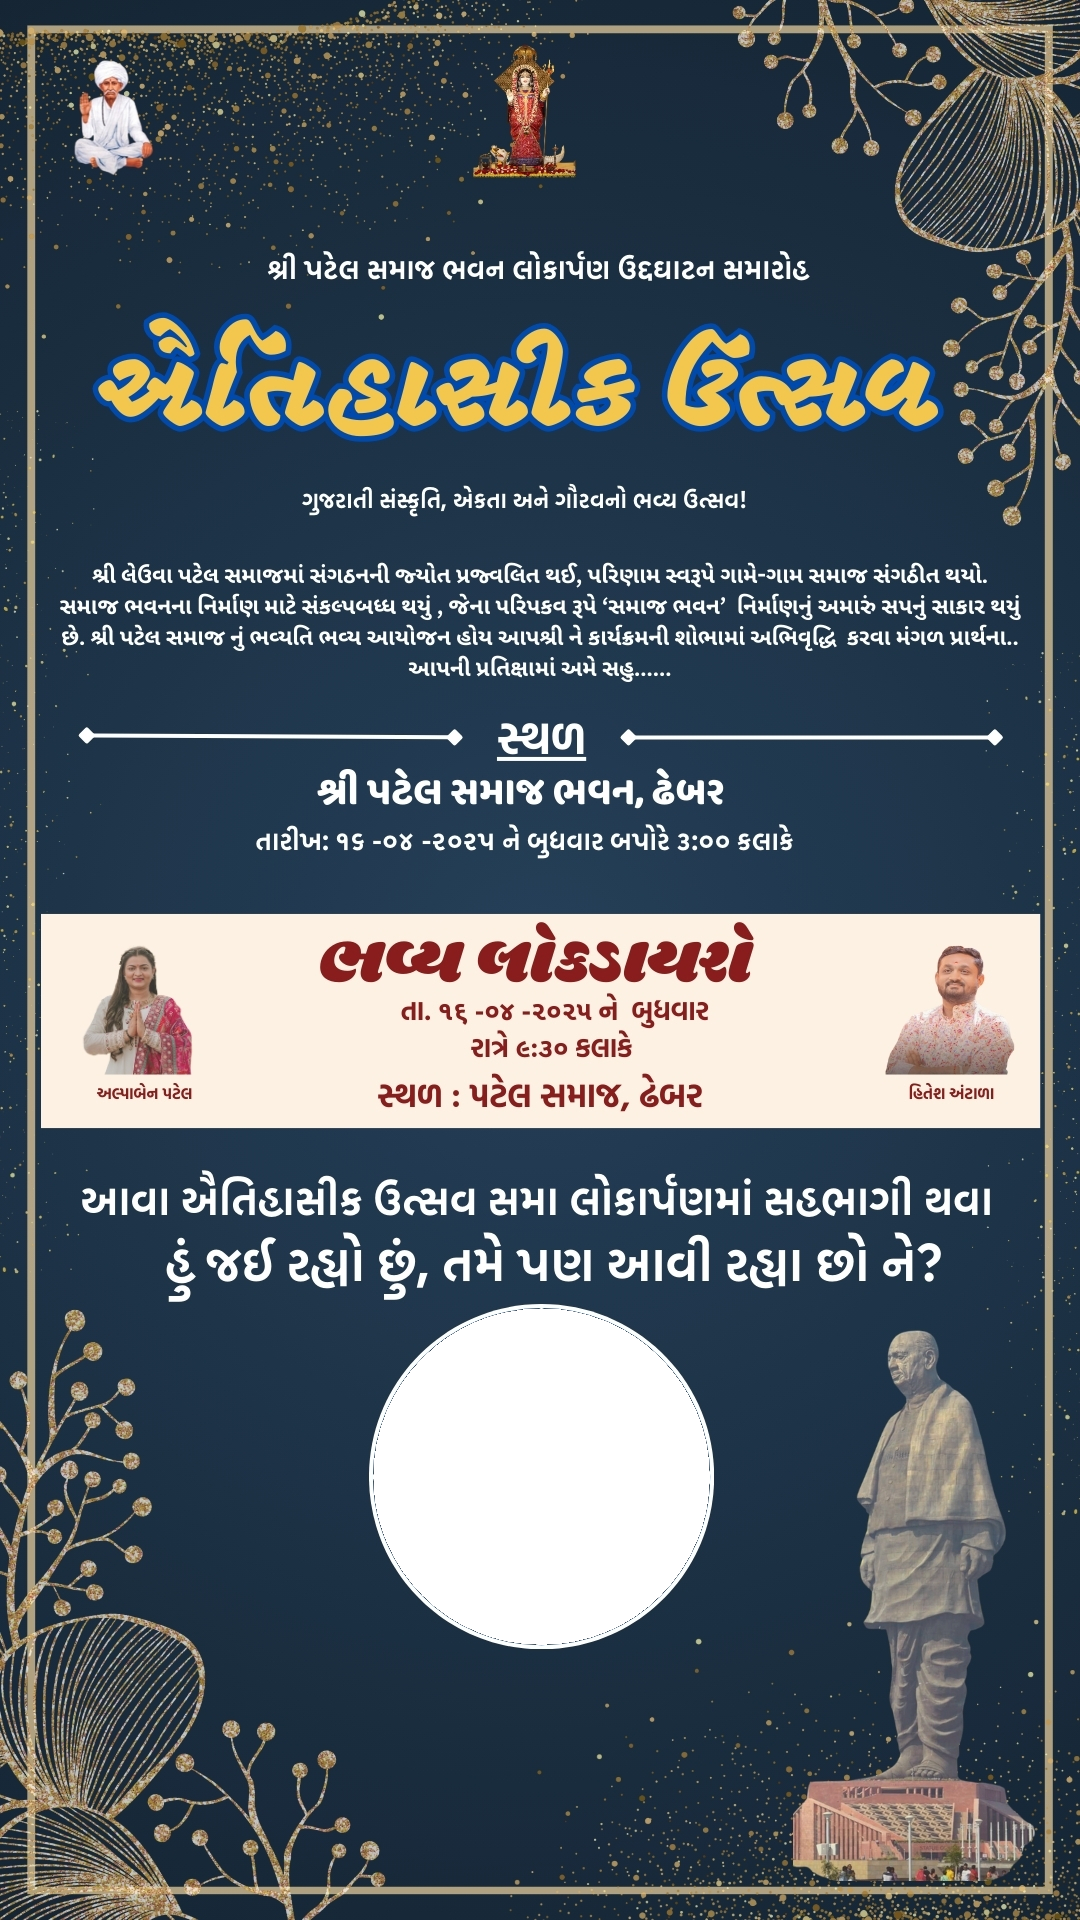 શ્રી પટેલ સમાજ ભવન લોકાર્પણ ઉદ્દઘાટન સમારોહ
ઐતિહાસીક ઉત્સવ
ગુજરાતી સંસ્કૃતિ, એકતા અને ગૌરવનો ભવ્ય ઉત્સવ!
શ્રી લેઉવા પટેલ સમાજમાં સંગઠનની જ્યોત પ્રજ્વલિત થઈ, પરિણામ સ્વરૂપે ગામે-ગામ સમાજ સંગઠીત થયો.
સમાજ ભવનના નિર્માણ માટે સંકલ્પબધ્ધ થયું , જેના પરિપકવ રૂપે ‘સમાજ ભવન’ નિર્માણનું અમારું સપનું સાકાર થયું
છે. શ્રી પટેલ સમાજ નું ભવ્યતિ ભવ્ય આયોજન હોય આપશ્રી ને કાર્યક્રમની શોભામાં અભિવૃદ્ધિ કરવા મંગળ પ્રાર્થના..
આપની પ્રતિક્ષામાં અમે સહુ......
સ્થળ
શ્રી પટેલ સમાજ ભવન, ઢેબર
તારીખ: ૧૬ -૦૪ -૨૦૨૫ ને બુધવાર બપોરે ૩:૦૦ કલાકે
ભવ્ય લોકડાયરો
તા. ૧૬ -૦૪ -૨૦૨૫ ને બુધવાર
રાત્રે ૯:૩૦ કલાકે
સ્થળ : પટેલ સમાજ, ઢેબર
અલ્પાબેન પટેલ
હિતેશ અંટાળા
આવા ઐતિહાસીક ઉત્સવ સમા લોકાર્પણમાં સહભાગી થવા
હું જઈ રહ્યો છું, તમે પણ આવી રહ્યા છો ને?